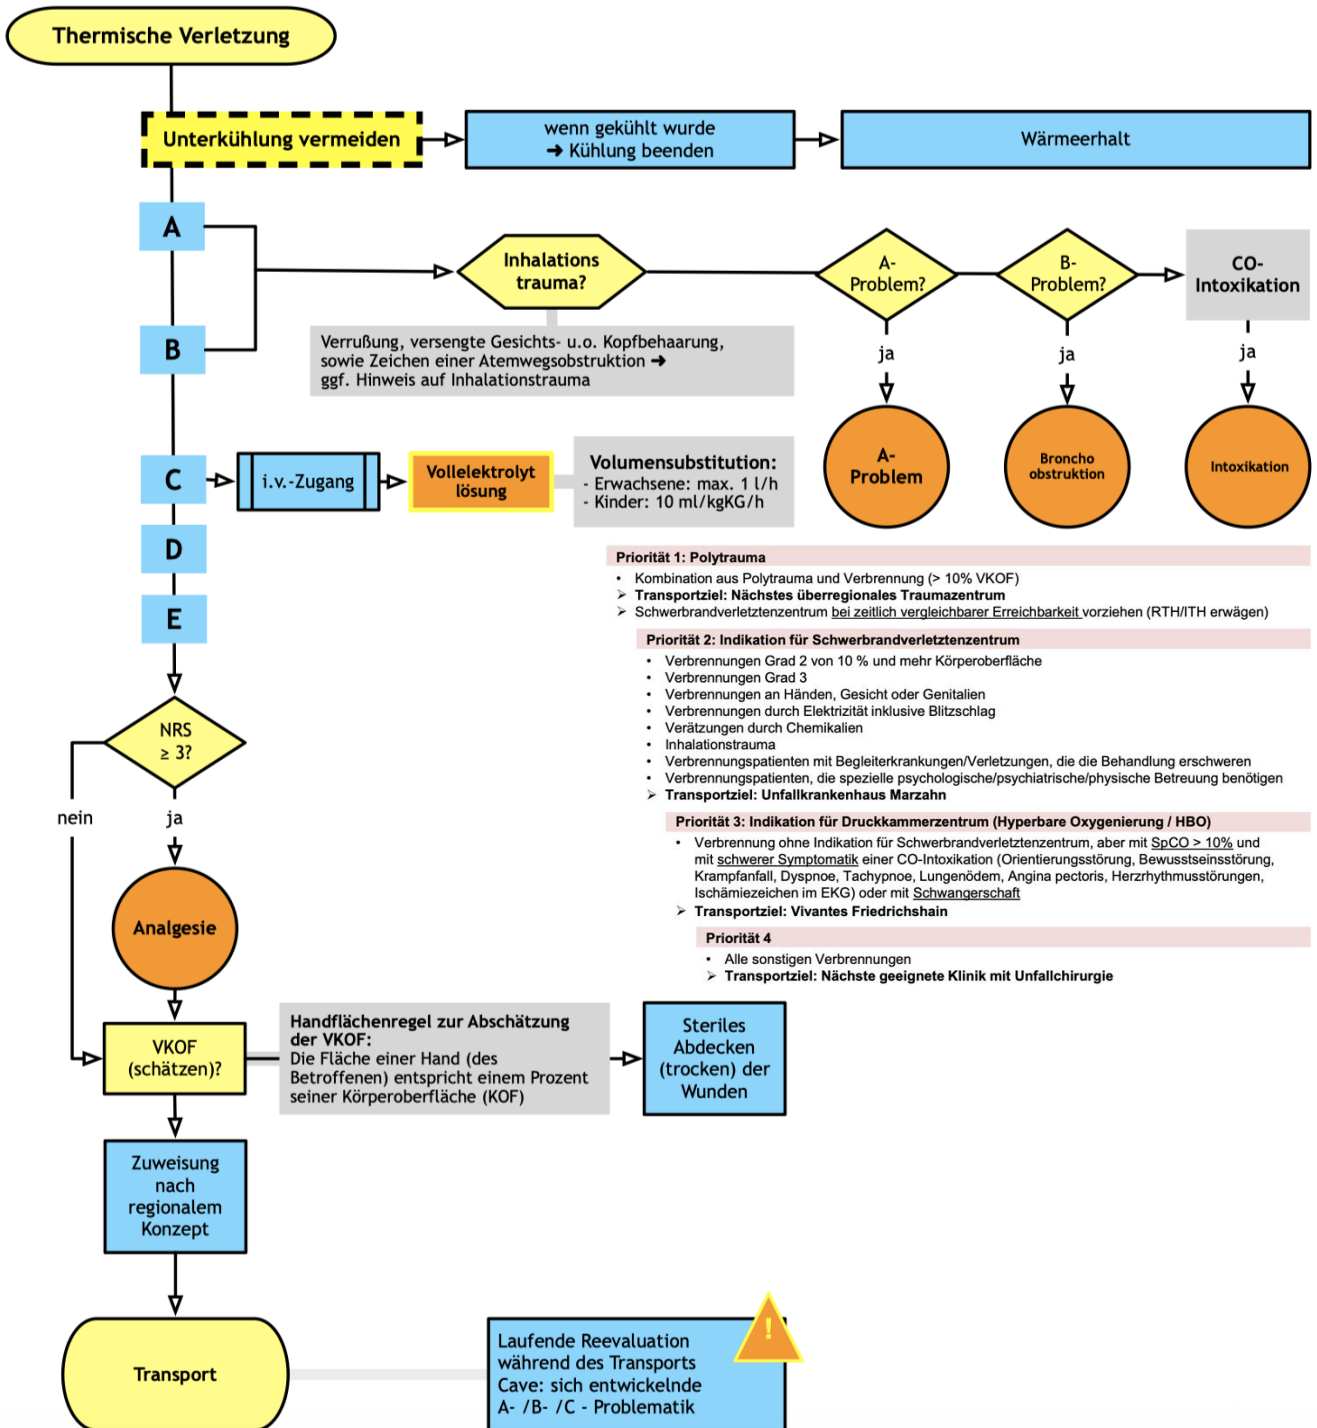 Thermische Verletzung
Unterkühlung vermeiden
wenn gekühlt wurde
➜ Kühlung beenden
Wärmeerhalt
A
B
Inhalations
trauma?
Verrußung, versengte Gesichts- u.o. Kopfbehaarung,
sowie Zeichen einer Atemwegsobstruktion ➜
ggf. Hinweis auf Inhalationstrauma
A-
Problem?
ja
A-
Problem
B-
Problem?
ja
Broncho
obstruktion
CO-
Intoxikation
ja
Intoxikation
C
i.v.-Zugang
Vollelektrolyt
lösung
Volumensubstitution:
- Erwachsene: max. 1 l/h
- Kinder: 10 ml/kgKG/h
D
E
Priorität 1: Polytrauma
• Kombination aus Polytrauma und Verbrennung (> 10% VKOF)
➢ Transportziel: Nächstes überregionales Traumazentrum
➢ Schwerbrandverletztenzentrum bei zeitlich vergleichbarer Erreichbarkeit vorziehen (RTH/ITH erwägen)
Priorität 2: Indikation für Schwerbrandverletztenzentrum
• Verbrennungen Grad 2 von 10 % und mehr Körperoberfläche
• Verbrennungen Grad 3
• Verbrennungen an Händen, Gesicht oder Genitalien
• Verbrennungen durch Elektrizität inklusive Blitzschlag
• Verätzungen durch Chemikalien
• Inhalationstrauma
• Verbrennungspatienten mit Begleiterkrankungen/Verletzungen, die die Behandlung erschweren
• Verbrennungspatienten, die spezielle psychologische/psychiatrische/physische Betreuung benötigen
➢ Transportziel: Unfallkrankenhaus Marzahn
Priorität 3: Indikation für Druckkammerzentrum (Hyperbare Oxygenierung / HBO)
• Verbrennung ohne Indikation für Schwerbrandverletztenzentrum, aber mit SpCO > 10% und
mit schwerer Symptomatik einer CO-Intoxikation (Orientierungsstörung, Bewusstseinsstörung,
Krampfanfall, Dyspnoe, Tachypnoe, Lungenödem, Angina pectoris, Herzrhythmusstörungen,
Ischämiezeichen im EKG) oder mit Schwangerschaft
➢ Transportziel: Vivantes Friedrichshain
Priorität 4
• Alle sonstigen Verbrennungen
➢ Transportziel: Nächste geeignete Klinik mit Unfallchirurgie
NRS
≥ 3?
nein
ja
Analgesie
VKOF
(schätzen)?
Handflächenregel zur Abschätzung
der VKOF:
Die Fläche einer Hand (des
Betroffenen) entspricht einem Prozent
seiner Körperoberfläche (KOF)
Steriles
Abdecken
(trocken) der
Wunden
Zuweisung
nach
regionalem
Konzept
Transport
!
Laufende Reevaluation
während des Transports
Cave: sich entwickelnde
A- /B- /C - Problematik